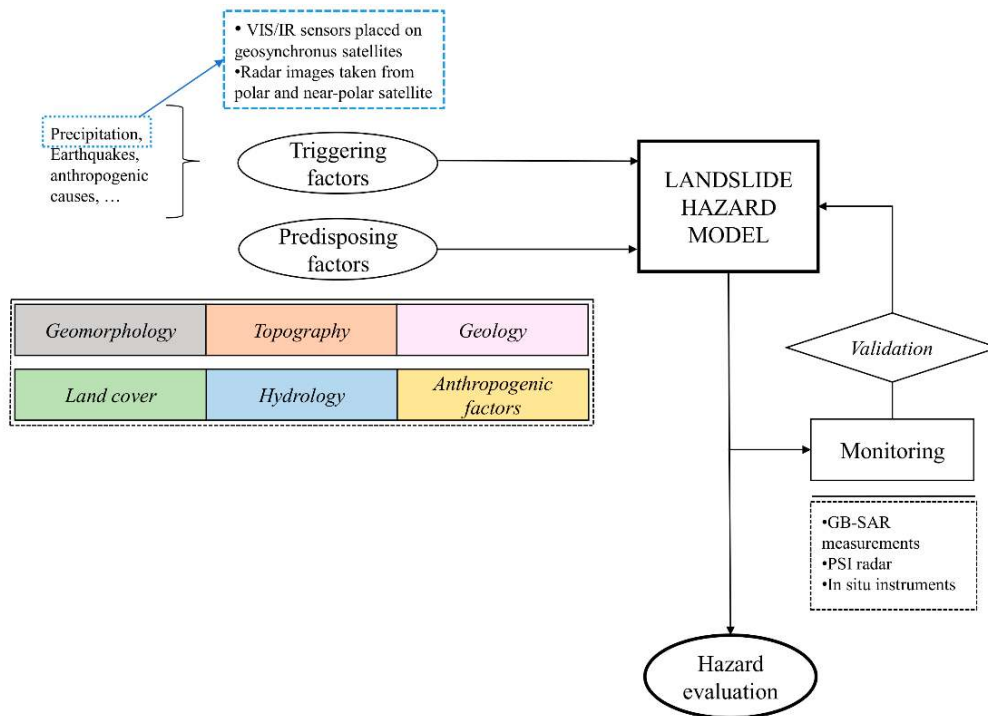 • VIS/IR sensors placed on
geosynchronus satellites
•Radar images taken from
polar and near-polar satellite
Precipitation,
Earthquakes,
anthropogenic
causes, …
Triggering
factors
Predisposing
factors
LANDSLIDE
HAZARD
MODEL
Geomorphology
Topography
Geology
Land cover
Hydrology
Anthropogenic
factors
Validation
Monitoring
•GB-SAR
measurements
•PSI radar
•In situ instruments
Hazard
evaluation